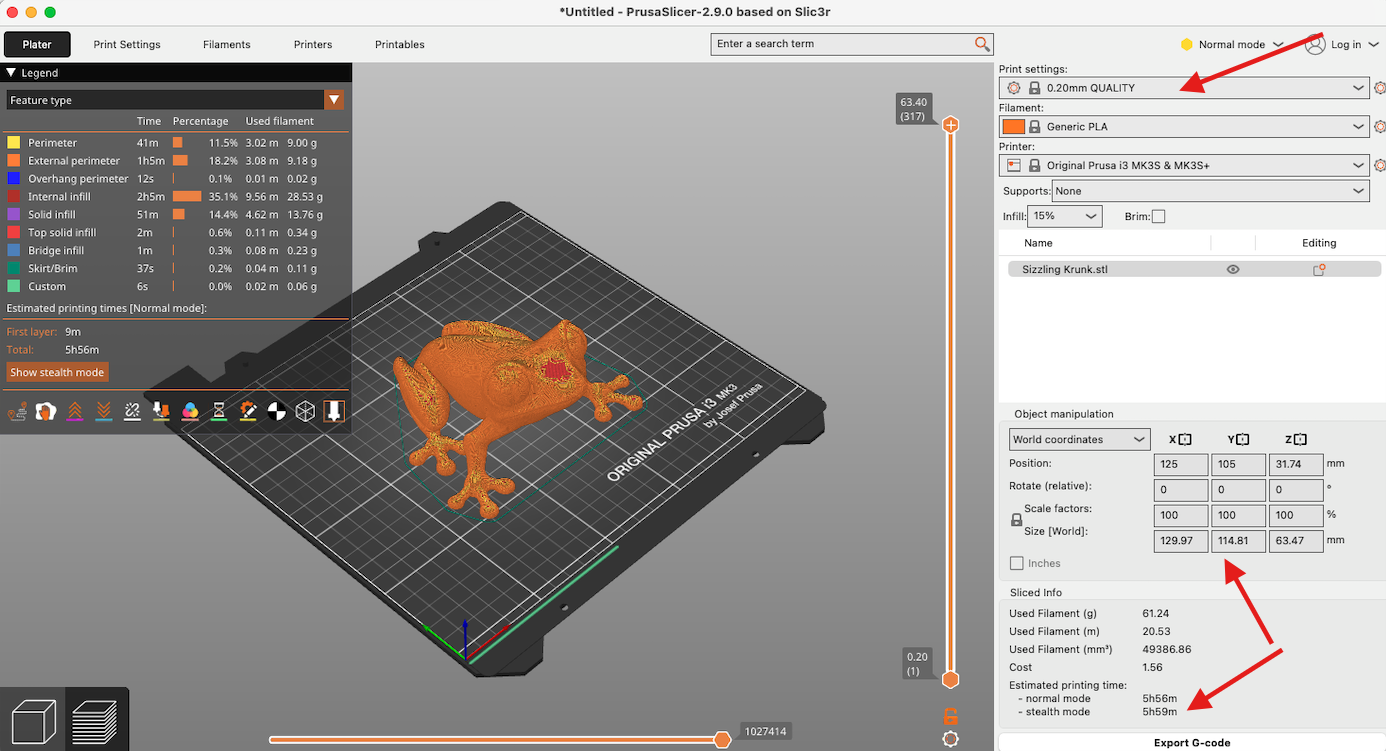 *Untitled - PrusaSlicer-2.9.0 based on Slic3r
Plater Print Settings Filaments Printers Printables
Enter a search term
Normal mode Log in
Legend
Feature type
Time Percentage Used filament
Perimeter 41m 11.5% 3.02 m 9.00 g
External perimeter 1h5m 18.2% 3.08 m 9.18 g
Overhang perimeter 12s 0.1% 0.01 m 0.02 g
Internal infill 2h5m 35.1% 9.56 m 28.53 g
Solid infill 51m 14.4% 4.62 m 13.76 g
Top solid infill 2m 0.6% 0.11 m 0.34 g
Bridge infill 1m 0.3% 0.08 m 0.23 g
Skirt/Brim 37s 0.2% 0.04 m 0.11 g
Custom 6s 0.0% 0.02 m 0.06 g
Estimated printing times [Normal mode]:
First layer: 9m
Total: 5h56m
Show stealth mode
63.40
(317)
ORIGINAL PRUSA i3 MK3
by Josef Prusa
0.20
(1)
1027414
Print settings:
0.20mm QUALITY
Filament:
Generic PLA
Printer:
Original Prusa i3 MK3S & MK3S+
Supports: None
Infill: 15% Brim:
Name Editing
Sizzling Krunk.stl
Object manipulation
World coordinates X Y Z
Position: 125 105 31.74 mm
Rotate (relative): 0 0 0 °
Scale factors: 100 100 100 %
Size [World]: 129.97 114.81 63.47 mm
Inches
Sliced Info
Used Filament (g) 61.24
Used Filament (m) 20.53
Used Filament (mm³) 49386.86
Cost 1.56
Estimated printing time:
- normal mode 5h56m
- stealth mode 5h59m
Export G-code